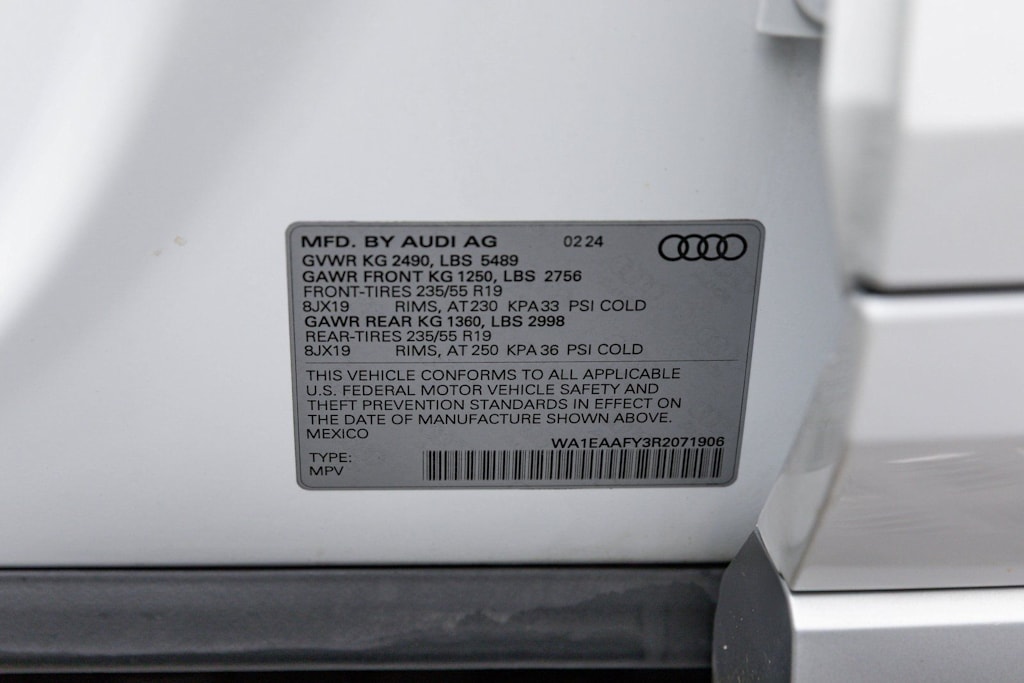 MFD. BY AUDI AG 02 24
GVWR KG 2490, LBS 5489
GAWR FRONT KG 1250, LBS 2756
FRONT-TIRES 235/55 R19
8JX19 RIMS, AT 230 KPA 33 PSI COLD
GAWR REAR KG 1360, LBS 2998
REAR-TIRES 235/55 R19
8JX19 RIMS, AT 250 KPA 36 PSI COLD
THIS VEHICLE CONFORMS TO ALL APPLICABLE
U.S. FEDERAL MOTOR VEHICLE SAFETY AND
THEFT PREVENTION STANDARDS IN EFFECT ON
THE DATE OF MANUFACTURE SHOWN ABOVE.
MEXICO
WA1EAAFY3R2071906
TYPE:
MPV